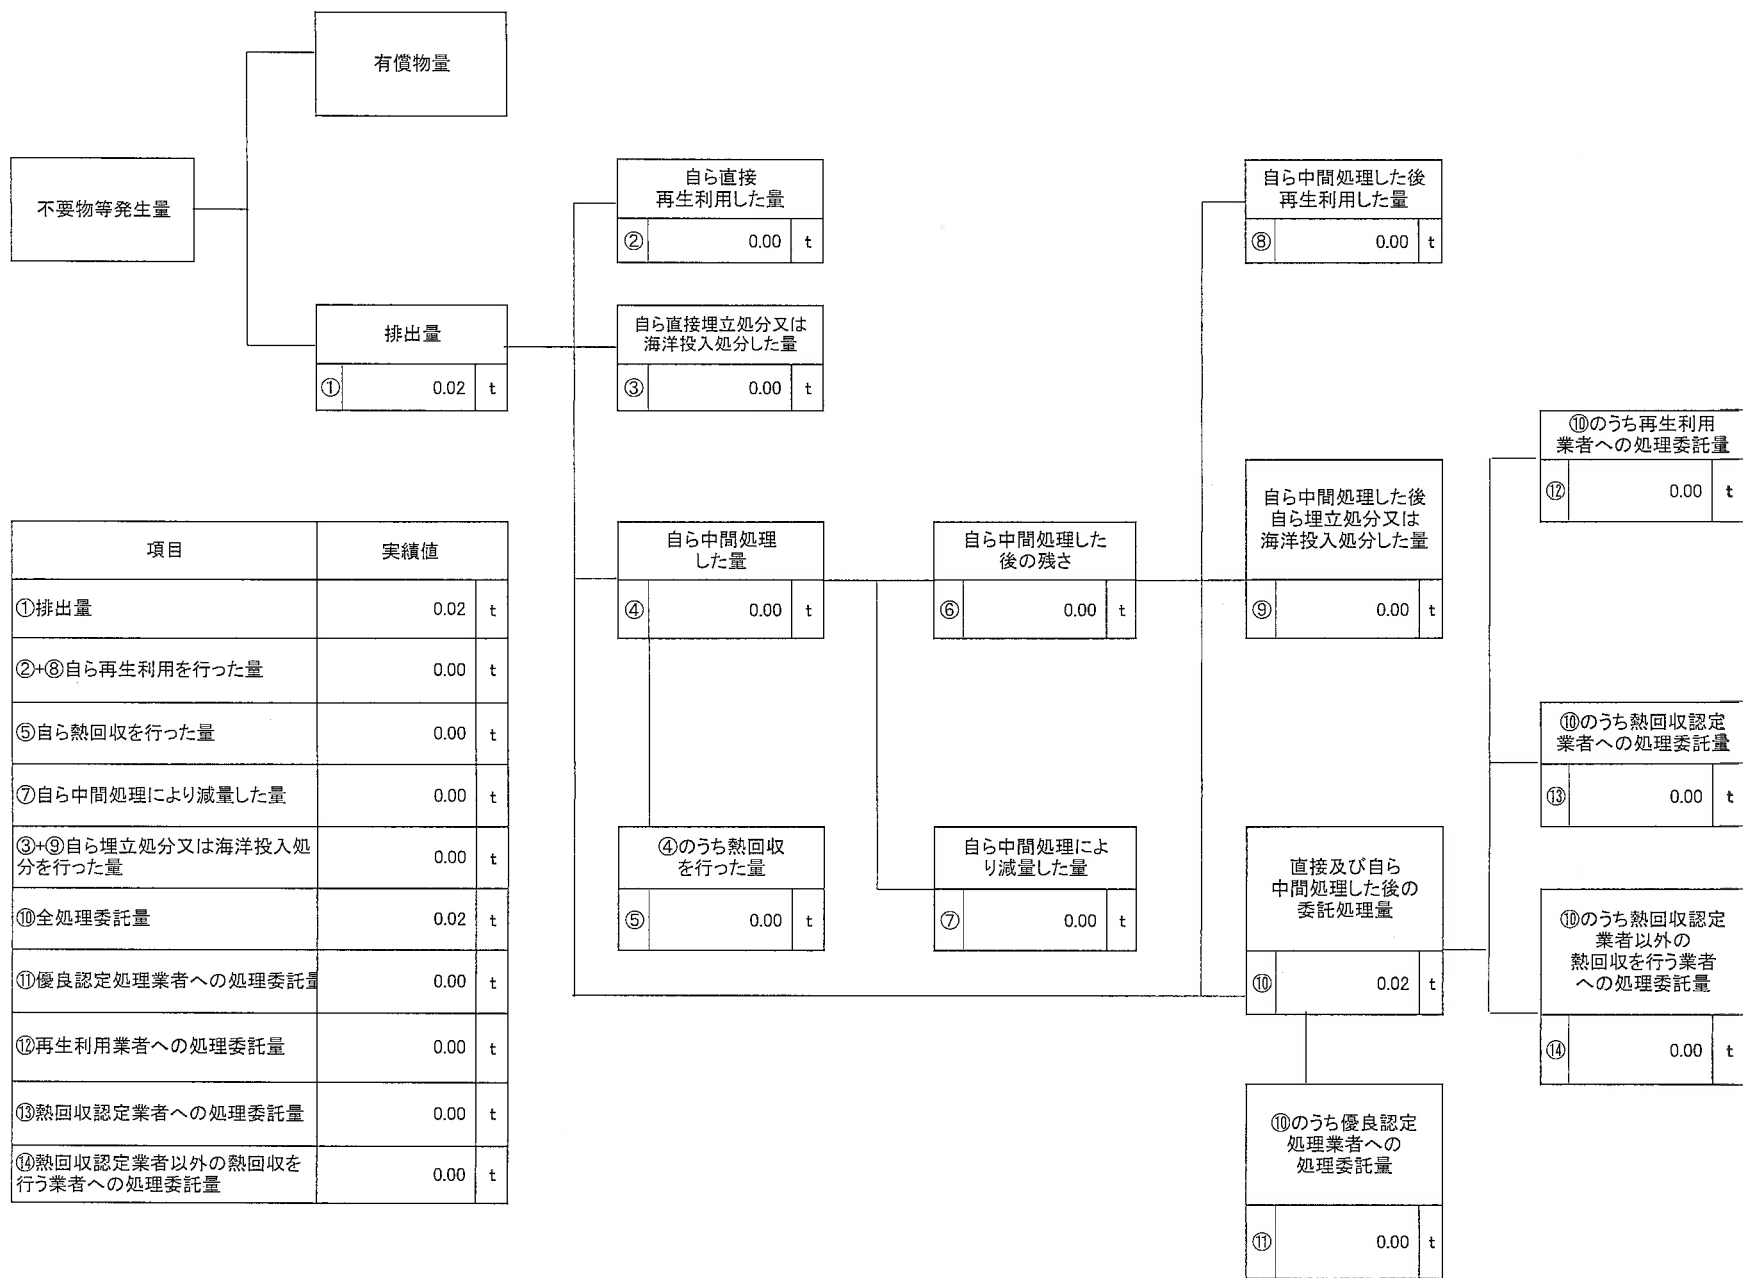 有償物量
不要物等発生量
排出量
① 0.02 t
自ら直接
再生利用した量
② 0.00 t
自ら直接埋立処分又は
海洋投入処分した量
③ 0.00 t
自ら中間処理
した量
④ 0.00 t
④のうち熱回収
を行った量
⑤ 0.00 t
自ら中間処理した
後の残さ
⑥ 0.00 t
自ら中間処理によ
り減量した量
⑦ 0.00 t
自ら中間処理した後
再生利用した量
⑧ 0.00 t
自ら中間処理した後
自ら埋立処分又は
海洋投入処分した量
⑨ 0.00 t
直接及び自ら
中間処理した後の
委託処理量
⑩ 0.02 t
⑩のうち優良認定
処理業者への
処理委託量
⑪ 0.00 t
⑩のうち再生利用
業者への処理委託量
⑫ 0.00 t
⑩のうち熱回収認定
業者への処理委託量
⑬ 0.00 t
⑩のうち熱回収認定
業者以外の
熱回収を行う業者
への処理委託量
⑭ 0.00 t
項目 実績値
①排出量 0.02 t
②+⑧自ら再生利用を行った量 0.00 t
⑤自ら熱回収を行った量 0.00 t
⑦自ら中間処理により減量した量 0.00 t
③+⑨自ら埋立処分又は海洋投入処
分を行った量 0.00 t
⑩全処理委託量 0.02 t
⑪優良認定処理業者への処理委託量 0.00 t
⑫再生利用業者への処理委託量 0.00 t
⑬熱回収認定業者への処理委託量 0.00 t
⑭熱回収認定業者以外の熱回収を
行う業者への処理委託量 0.00 t